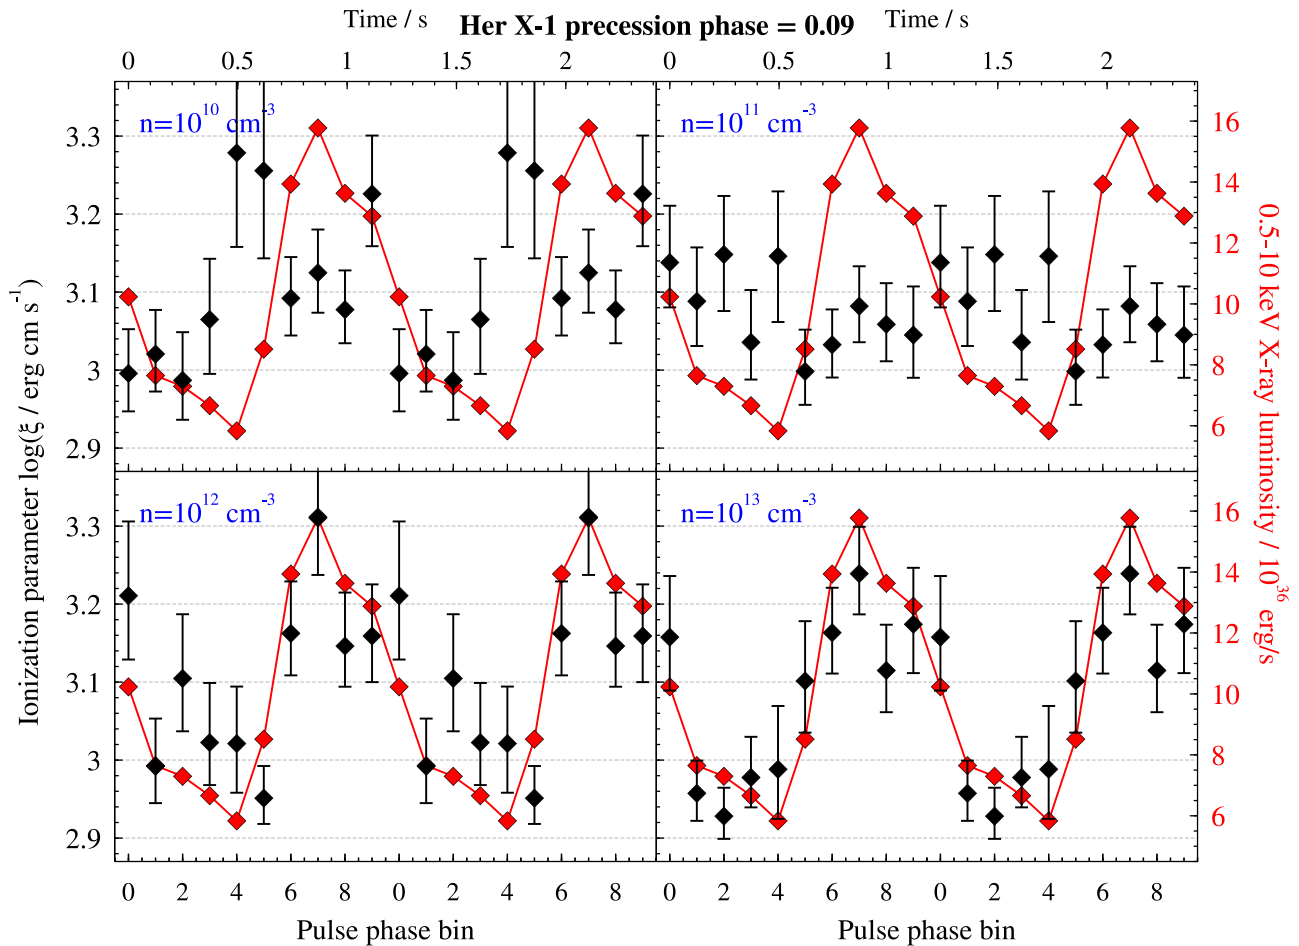 Time / s Her X-1 precession phase = 0.09 Time / s
0 0.5 1 1.5 2 0 0.5 1 1.5 2
n=10^10 cm^-3 n=10^11 cm^-3
3.3
3.2
3.1
3
2.9
16
14
12
10
8
6
n=10^12 cm^-3 n=10^13 cm^-3
3.3
3.2
3.1
3
2.9
16
14
12
10
8
6
Ionization parameter log(ξ / erg cm s^-1)
0.5-10 keV X-ray luminosity / 10^36 erg/s
0 2 4 6 8 0 2 4 6 8 0 2 4 6 8 0 2 4 6 8
Pulse phase bin Pulse phase bin